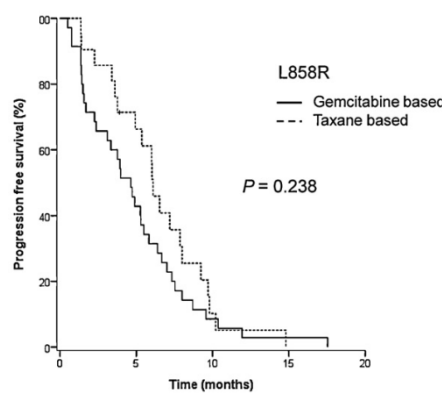 00
80
60
40
20
0
0 5 10 15 20
Progression free survival (%)
Time (months)
L858R
Gemcitabine based
Taxane based
P = 0.238